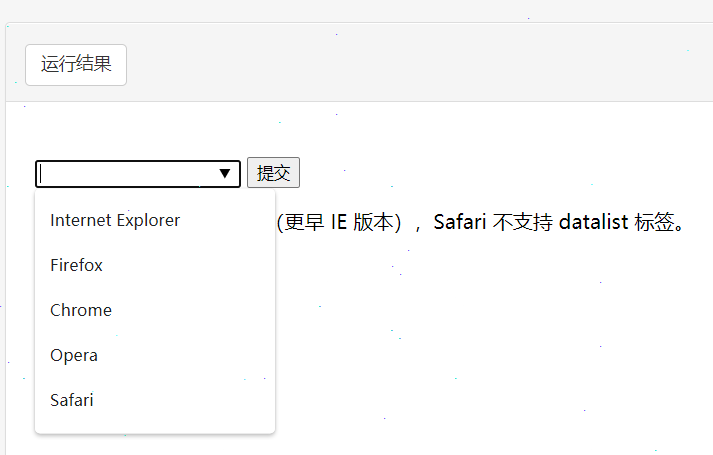 运行结果
提交
(更早 IE 版本) ，Safari 不支持 datalist 标签。
Internet Explorer
Firefox
Chrome
Opera
Safari